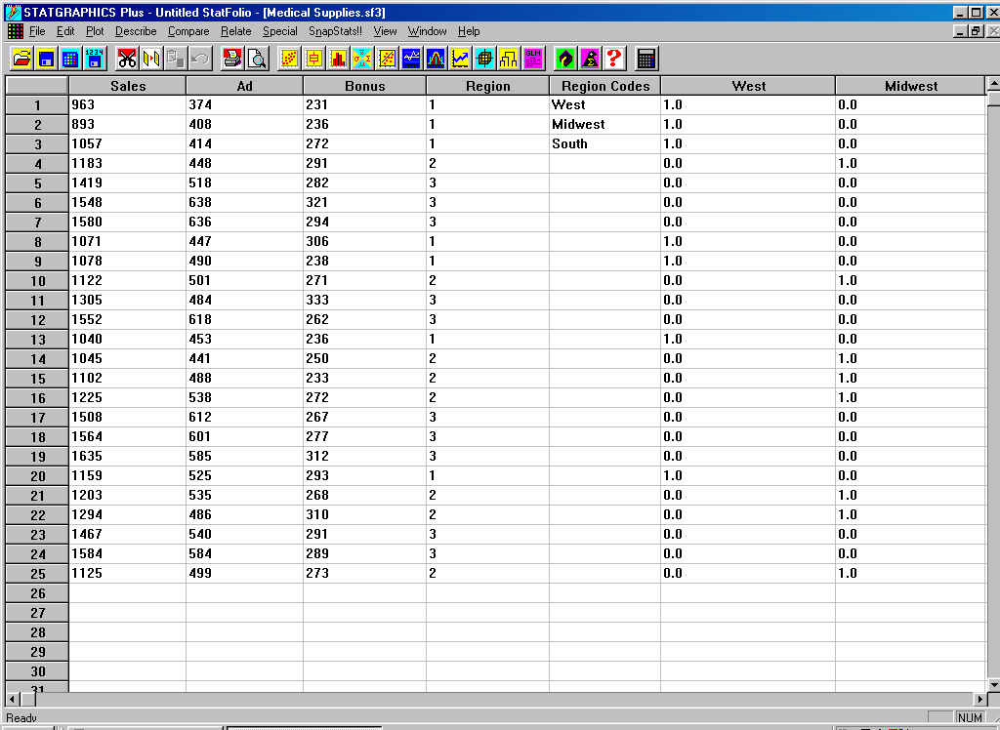 STATGRAPHICS Plus - Untitled StatFolio - [Medical Supplies.sf3]
File Edit Plot Describe Compare Relate Special SnapStats!! View Window Help
1234 GLM ?
Sales Ad Bonus Region Region Codes West Midwest
1 963 374 231 1 West 1.0 0.0
2 893 408 236 1 Midwest 1.0 0.0
3 1057 414 272 1 South 1.0 0.0
4 1183 448 291 2 0.0 1.0
5 1419 518 282 3 0.0 0.0
6 1548 638 321 3 0.0 0.0
7 1580 636 294 3 0.0 0.0
8 1071 447 306 1 1.0 0.0
9 1078 490 238 1 1.0 0.0
10 1122 501 271 2 0.0 1.0
11 1305 484 333 3 0.0 0.0
12 1552 618 262 3 0.0 0.0
13 1040 453 236 1 1.0 0.0
14 1045 441 250 2 0.0 1.0
15 1102 488 233 2 0.0 1.0
16 1225 538 272 2 0.0 1.0
17 1508 612 267 3 0.0 0.0
18 1564 601 277 3 0.0 0.0
19 1635 585 312 3 0.0 0.0
20 1159 525 293 1 1.0 0.0
21 1203 535 268 2 0.0 1.0
22 1294 486 310 2 0.0 1.0
23 1467 540 291 3 0.0 0.0
24 1584 584 289 3 0.0 0.0
25 1125 499 273 2 0.0 1.0
26
27
28
29
30
31
Ready NUM